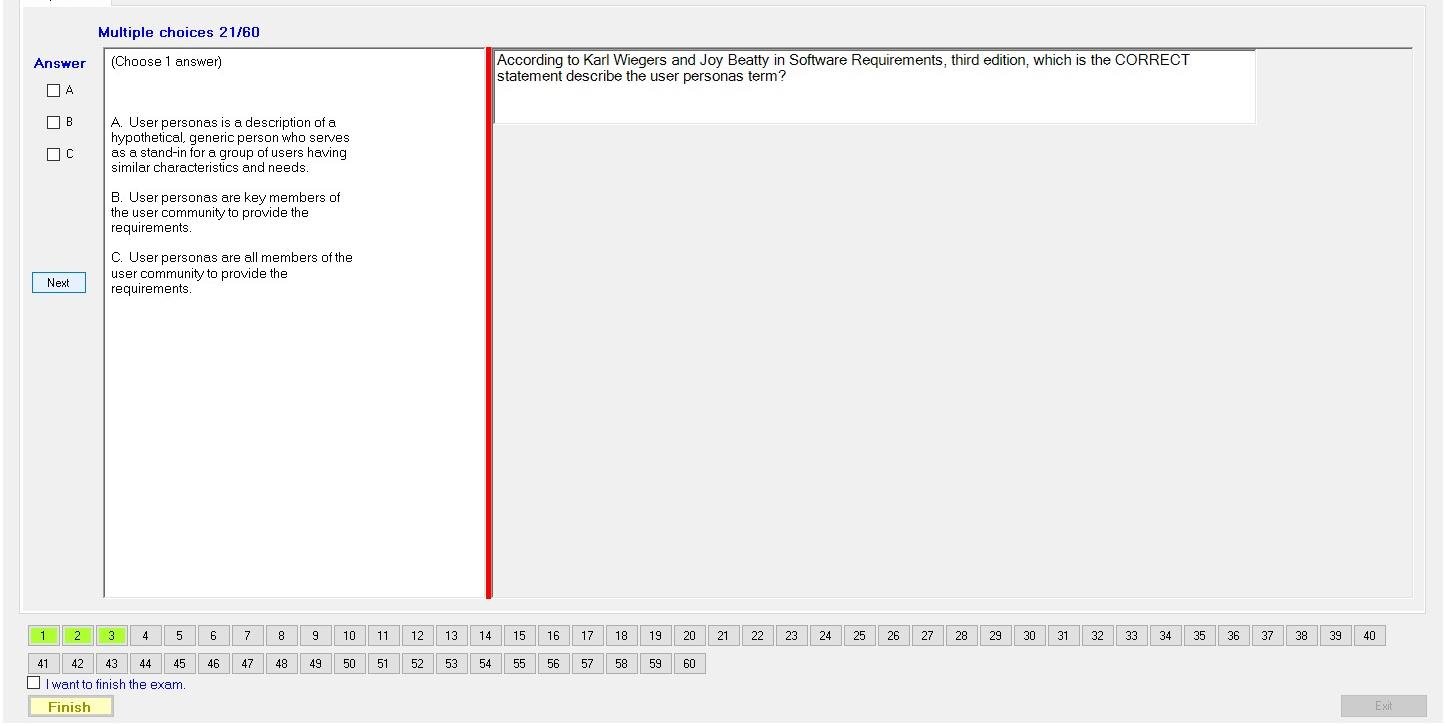 Multiple choices 21/60
Answer
A
B
C
Next
(Choose 1 answer)
A. User personas is a description of a
hypothetical, generic person who serves
as a stand-in for a group of users having
similar characteristics and needs.
B. User personas are key members of
the user community to provide the
requirements.
C. User personas are all members of the
user community to provide the
requirements.
According to Karl Wiegers and Joy Beatty in Software Requirements, third edition, which is the CORRECT
statement describe the user personas term?
1 2 3 4 5 6 7 8 9 10 11 12 13 14 15 16 17 18 19 20 21 22 23 24 25 26 27 28 29 30 31 32 33 34 35 36 37 38 39 40
41 42 43 44 45 46 47 48 49 50 51 52 53 54 55 56 57 58 59 60
I want to finish the exam.
Finish
Exit